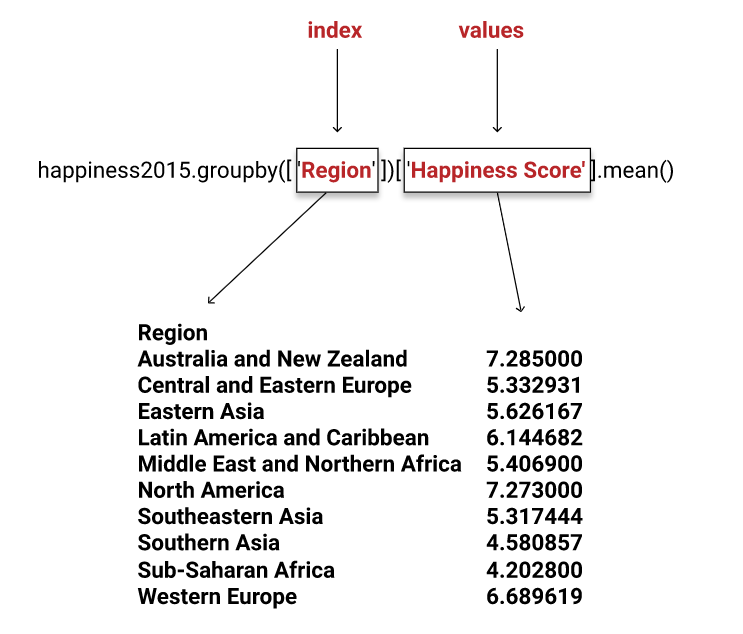 index values
happiness2015.groupby(['Region'])['Happiness Score'].mean()
Region
Australia and New Zealand 7.285000
Central and Eastern Europe 5.332931
Eastern Asia 5.626167
Latin America and Caribbean 6.144682
Middle East and Northern Africa 5.406900
North America 7.273000
Southeastern Asia 5.317444
Southern Asia 4.580857
Sub-Saharan Africa 4.202800
Western Europe 6.689619